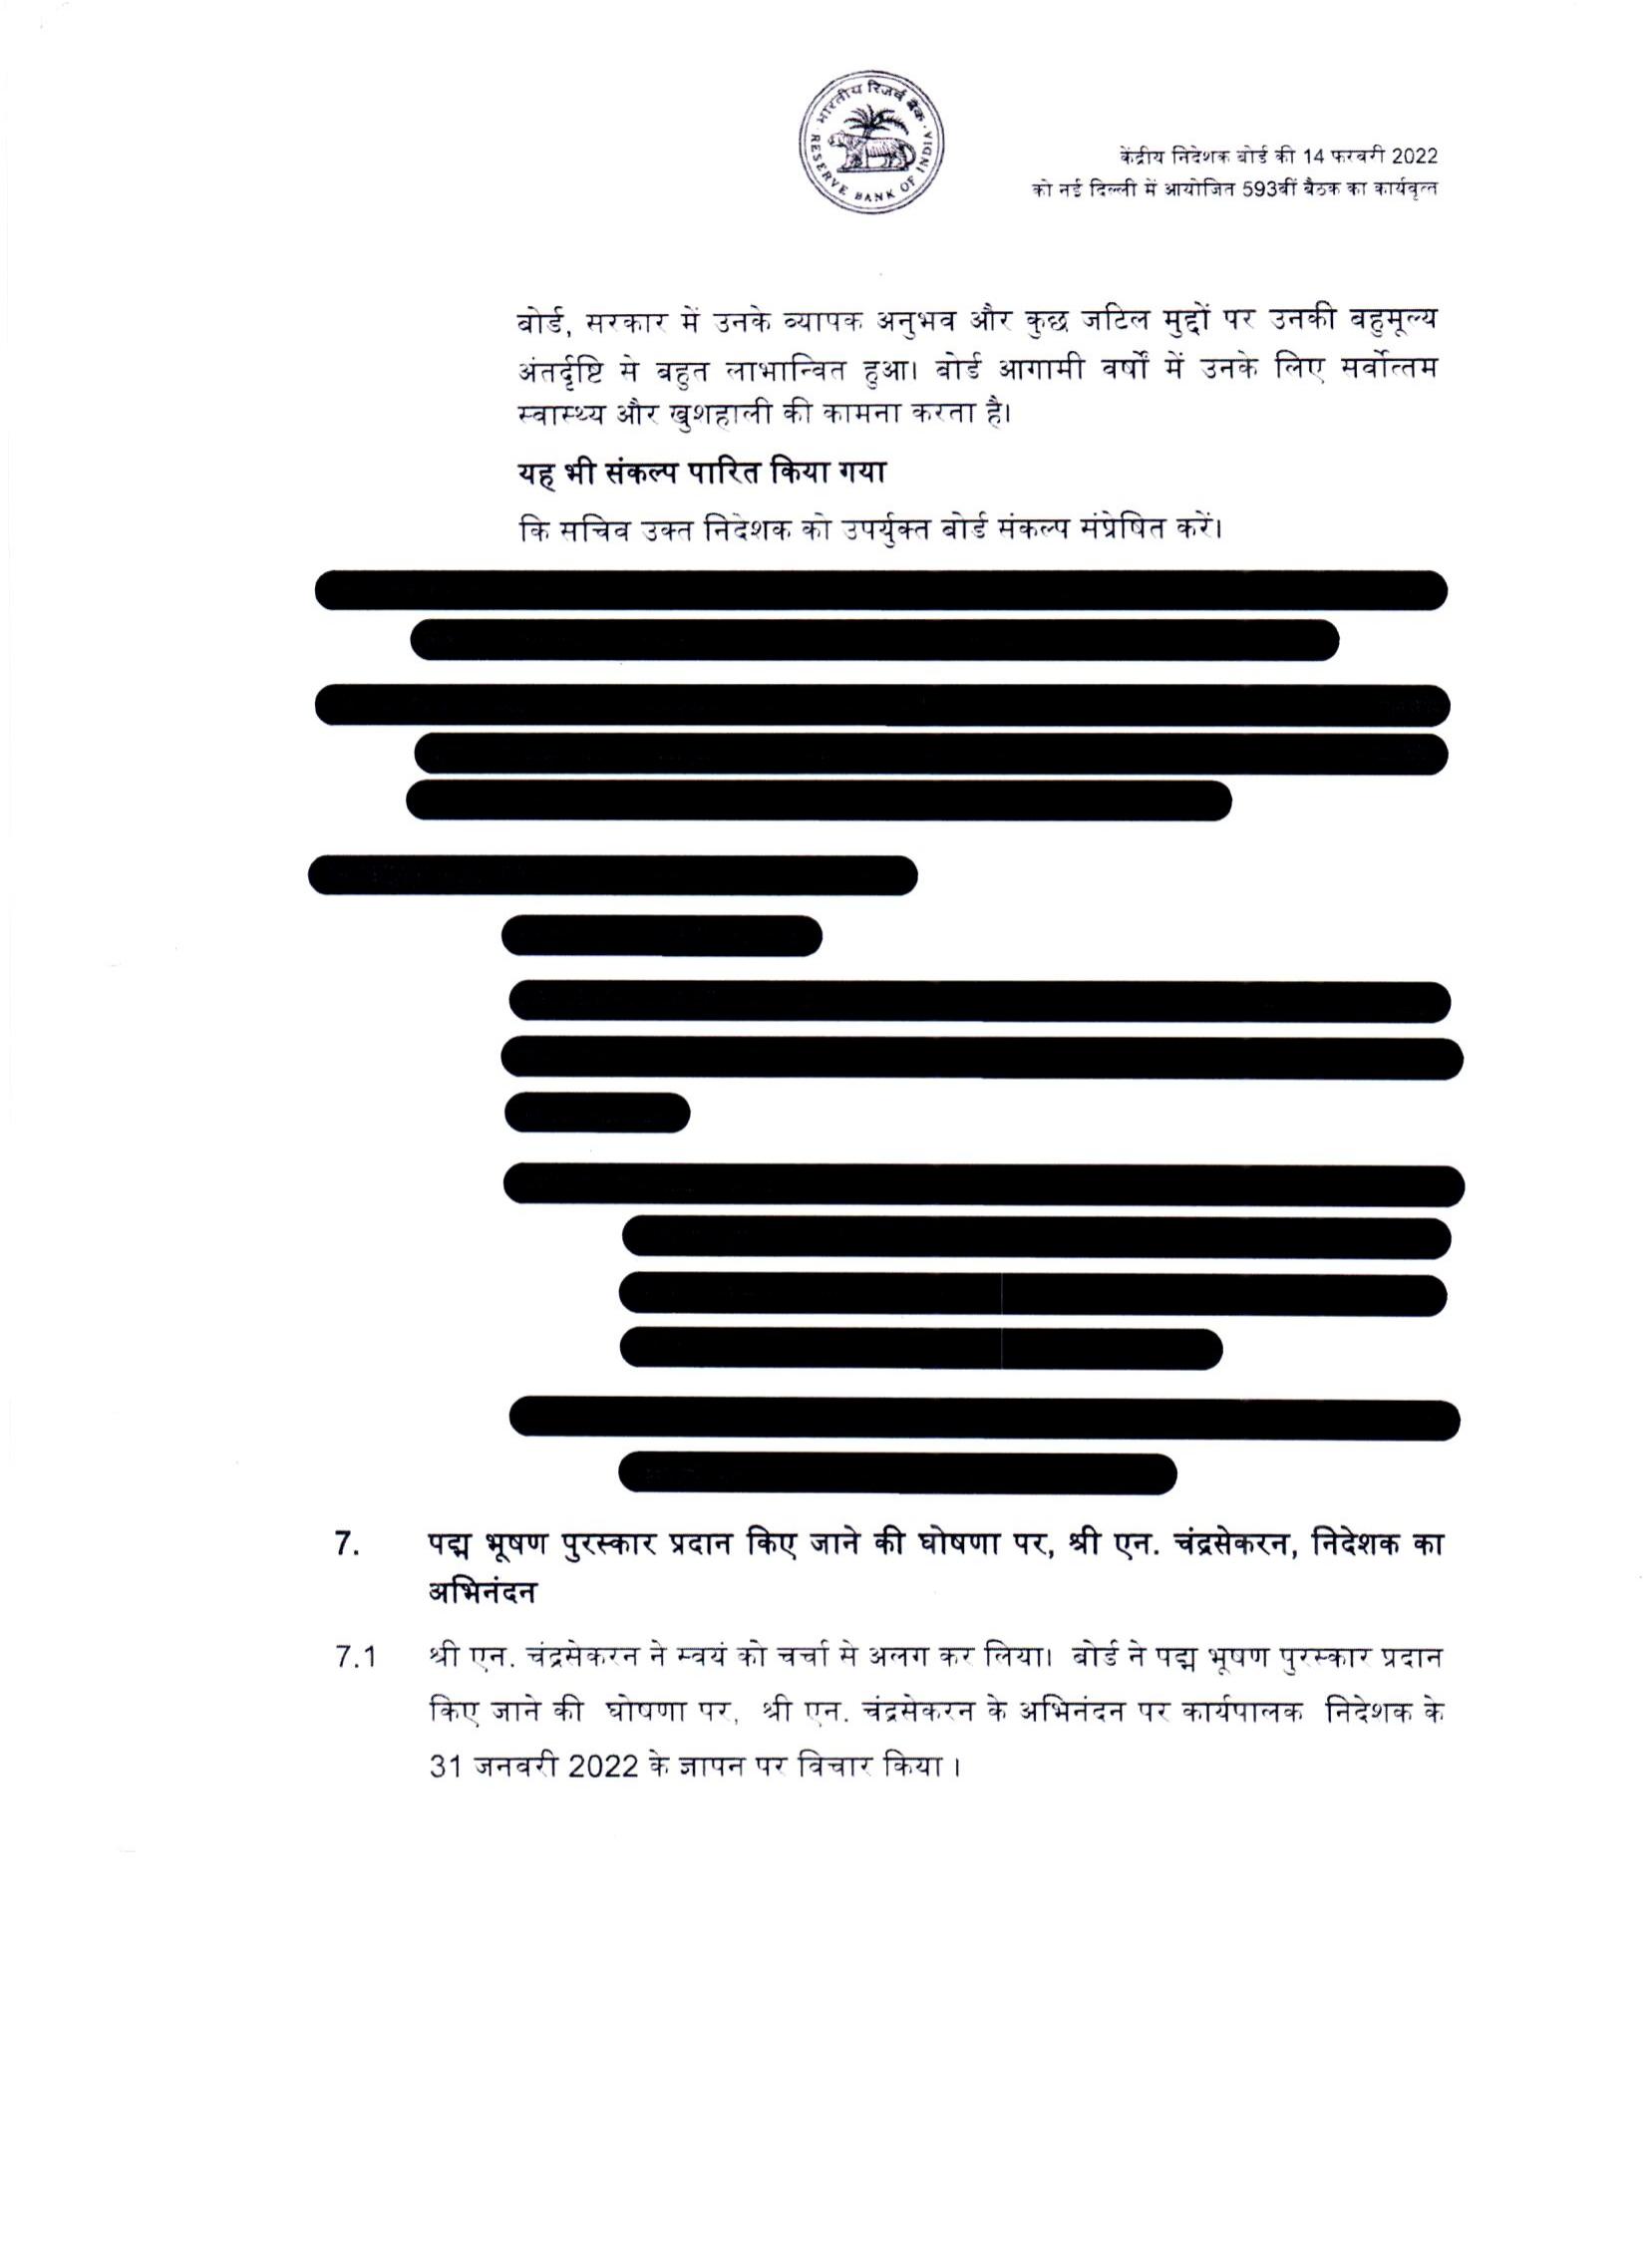 भारतीय रिज़र्व बैंक
RESERVE BANK OF INDIA
केंद्रीय निदेशक बोर्ड की 14 फरवरी 2022
को नई दिल्ली में आयोजित 593वीं बैठक का कार्यवृत्त
बोर्ड, सरकार में उनके व्यापक अनुभव और कुछ जटिल मुद्दों पर उनकी बहुमूल्य
अंतर्दृष्टि से बहुत लाभान्वित हुआ। बोर्ड आगामी वर्षों में उनके लिए सर्वोत्तम
स्वास्थ्य और खुशहाली की कामना करता है।
यह भी संकल्प पारित किया गया
कि सचिव उक्त निदेशक को उपर्युक्त बोर्ड संकल्प संप्रेषित करें।
7. पद्म भूषण पुरस्कार प्रदान किए जाने की घोषणा पर, श्री एन. चंद्रसेकरन, निदेशक का
अभिनंदन
7.1 श्री एन. चंद्रसेकरन ने स्वयं को चर्चा से अलग कर लिया। बोर्ड ने पद्म भूषण पुरस्कार प्रदान
किए जाने की घोषणा पर, श्री एन. चंद्रसेकरन के अभिनंदन पर कार्यपालक निदेशक के
31 जनवरी 2022 के ज्ञापन पर विचार किया ।